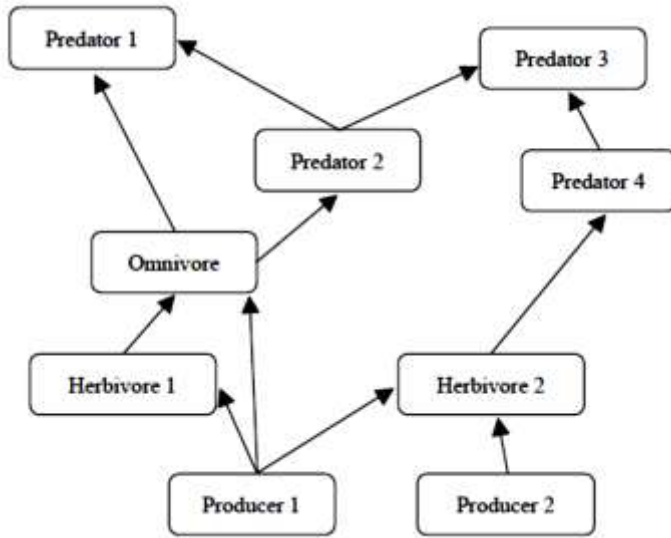 Predator 1
Predator 3
Predator 2
Predator 4
Omnivore
Herbivore 1
Herbivore 2
Producer 1
Producer 2